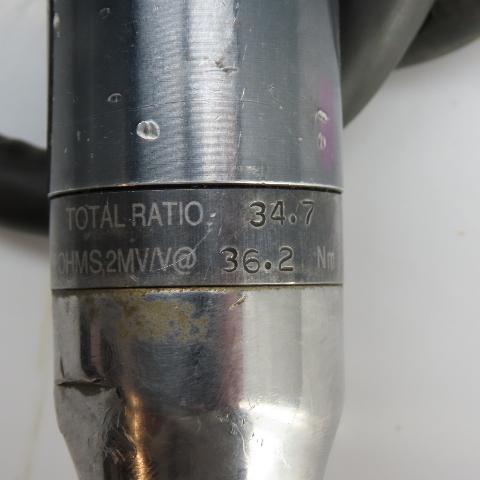 TOTAL RATIO 34.7
OHMS.2MV/V@ 36.2 Nm